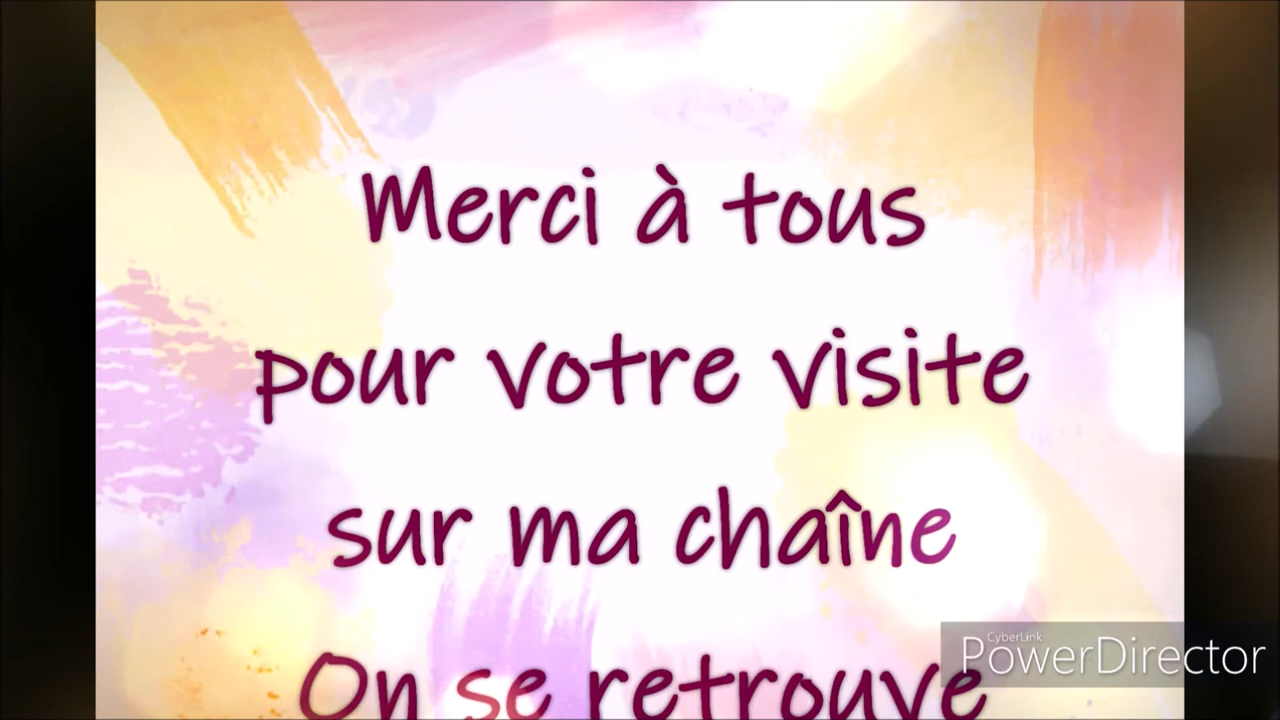 Merci à tous
pour votre visite
sur ma chaîne
On se retrouve
CyberLink
PowerDirector